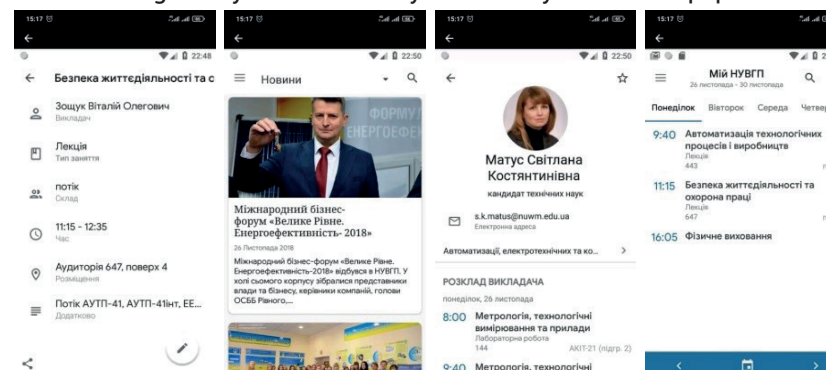 15:17
22:48
Безпека життєдіяльності та о
Зощук Віталій Олегович
Викладач
Лекція
Тип заняття
потік
Склад
11:15 - 12:35
Час
Аудиторія 647, поверх 4
Розміщення
Потік АУТП-41, АУТП-41інт, ЕЕ...
Додатково
15:17
22:50
Новини
ФОРУМ
ЕНЕРГОЕФЕ
Міжнародний бізнес-
форум «Велике Рівне.
Енергоефективність- 2018»
26 Листопада 2018
Міжнародний бізнес-форум «Велике Рівне.
Енергоефективність-2018» відбувся в НУВГП. У
холі сьомого корпусу зібралися представники
влади та бізнесу, керівники компаній, голови
ОСББ Рівного,...
15:17
22:50
Матус Світлана
Костянтинівна
кандидат технічних наук
s.k.matus@nuwm.edu.ua
Електронна адреса
Автоматизації, електротехнічних та ко...
РОЗКЛАД ВИКЛАДАЧА
понеділок, 26 листопада
8:00 Метрологія, технологічні
вимірювання та прилади
Лабораторна робота
144 АКІТ-21 (підгр. 2)
9:40 Метрологія, технологічні
15:17
Мій НУВГП
26 листопада - 30 листопада
Понеділок Вівторок Середа Четвер
9:40 Автоматизація технологічних
процесів і виробництв
Лекція
443
11:15 Безпека життєдіяльності та
охорона праці
Лекція
647
16:05 Фізичне виховання